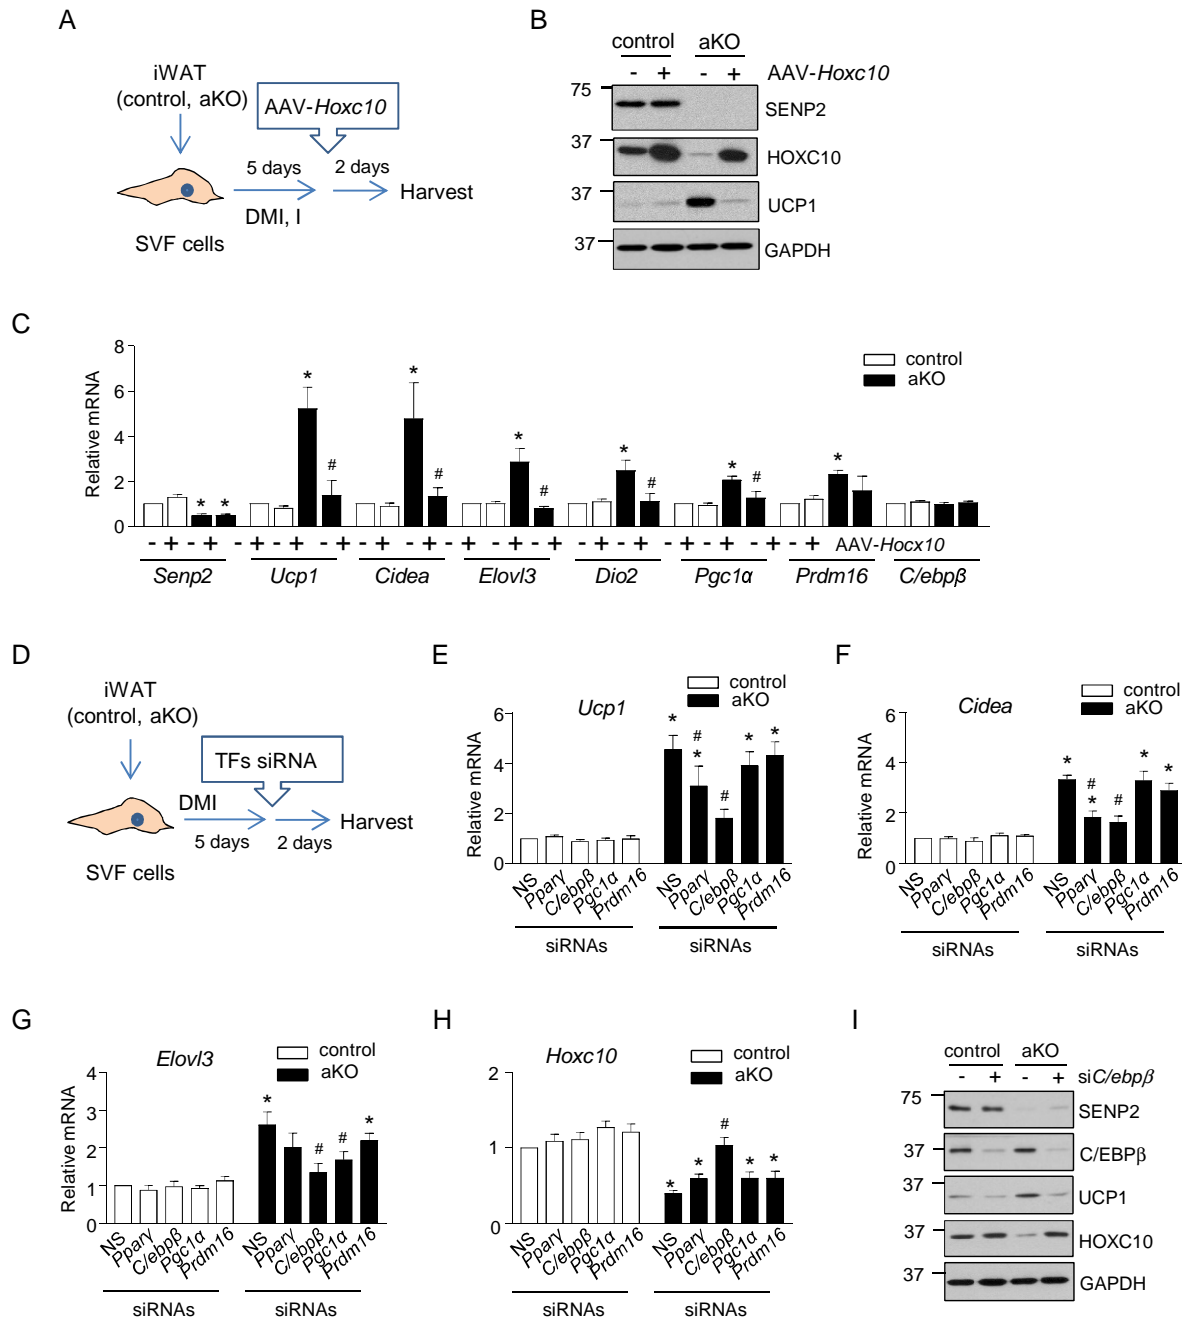 A
iWAT
(control, aKO)
AAV-Hoxc10
5 days
2 days
Harvest
DMI, I
SVF cells
B
control aKO
- + - + AAV-Hoxc10
75
SENP2
37
HOXC10
37
UCP1
37
GAPDH
C
8
6
4
2
0
Relative mRNA
control
aKO
* * * # * # * # * # * # *
- + - + - + - + - + - + - + - + - + - + - + - + - + AAV-Hocx10
Senp2 Ucp1 Cidea Elovl3 Dio2 Pgc1α Prdm16 C/ebpβ
D
iWAT
(control, aKO)
TFs siRNA
DMI
5 days
2 days
Harvest
SVF cells
E
Ucp1
control
aKO
6
4
2
0
Relative mRNA
* # * # * *
NS Pparγ C/ebpβ Pgc1α Prdm16 NS Pparγ C/ebpβ Pgc1α Prdm16
siRNAs siRNAs
F
Cidea
control
aKO
6
4
2
0
Relative mRNA
* # * # * *
NS Pparγ C/ebpβ Pgc1α Prdm16 NS Pparγ C/ebpβ Pgc1α Prdm16
siRNAs siRNAs
G
Elovl3
control
aKO
4
3
2
1
0
Relative mRNA
* # # *
NS Pparγ C/ebpβ Pgc1α Prdm16 NS Pparγ C/ebpβ Pgc1α Prdm16
siRNAs siRNAs
H
Hoxc10
control
aKO
2
1
0
Relative mRNA
* * # * *
NS Pparγ C/ebpβ Pgc1α Prdm16 NS Pparγ C/ebpβ Pgc1α Prdm16
siRNAs siRNAs
I
control aKO
- + - + siC/ebpβ
75
SENP2
37
C/EBPβ
37
UCP1
37
HOXC10
37
GAPDH